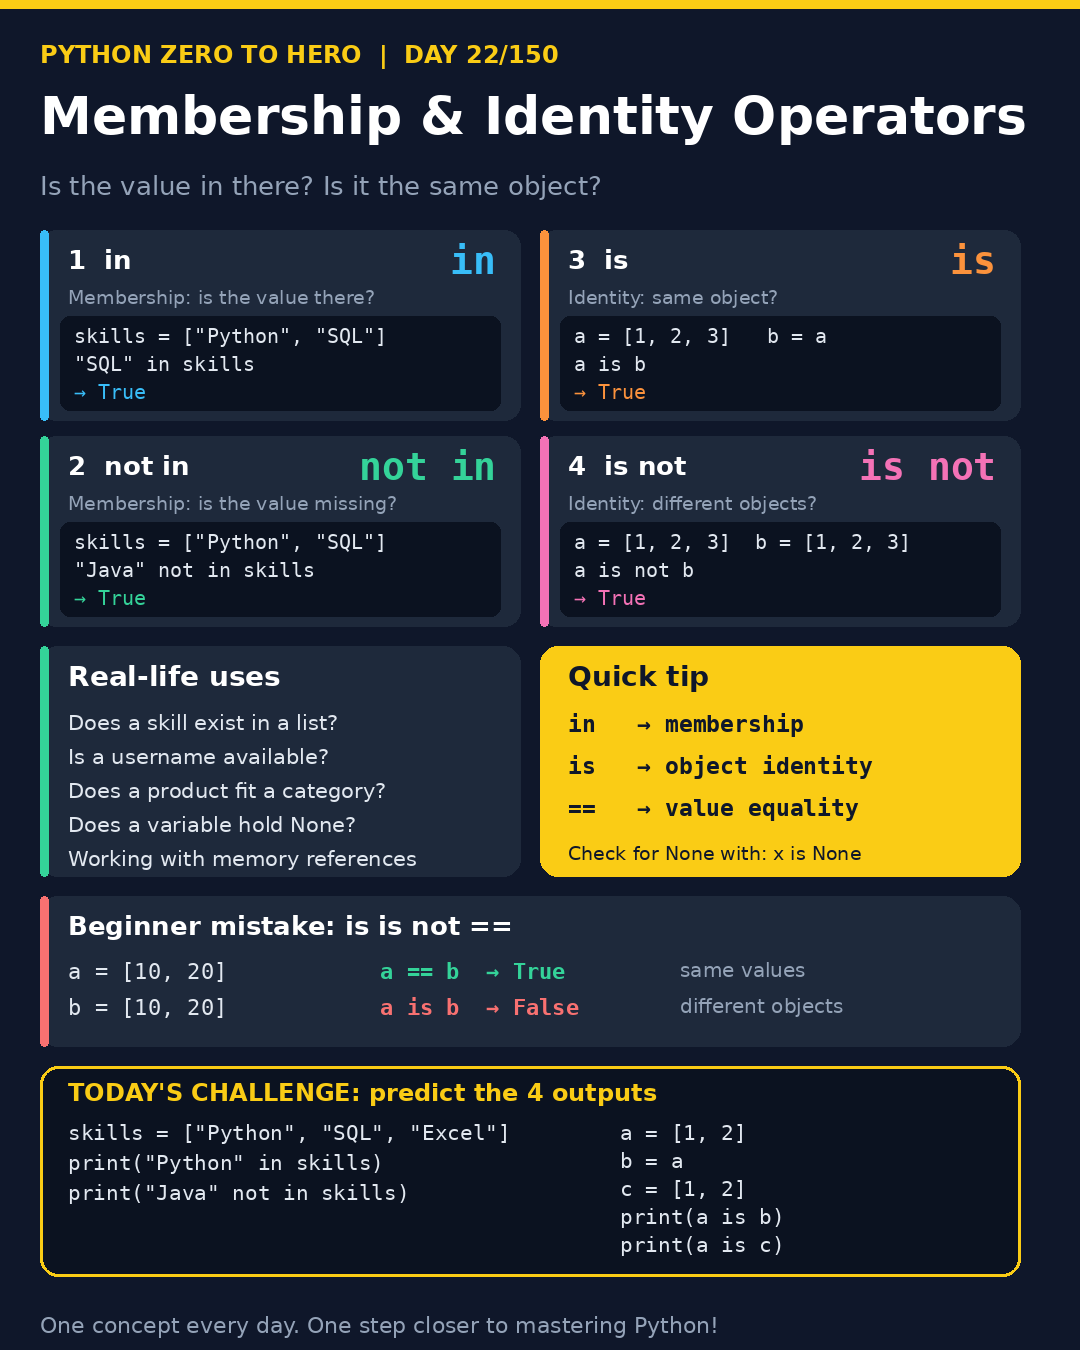 PYTHON ZERO TO HERO | DAY 22/150
Membership & Identity Operators
Is the value in there? Is it the same object?
1 in
in
Membership: is the value there?
skills = ["Python", "SQL"]
"SQL" in skills
→ True
2 not in
not in
Membership: is the value missing?
skills = ["Python", "SQL"]
"Java" not in skills
→ True
3 is
is
Identity: same object?
a = [1, 2, 3]   b = a
a is b
→ True
4 is not
is not
Identity: different objects?
a = [1, 2, 3]  b = [1, 2, 3]
a is not b
→ True
Real-life uses
Does a skill exist in a list?
Is a username available?
Does a product fit a category?
Does a variable hold None?
Working with memory references
Quick tip
in → membership
is → object identity
== → value equality
Check for None with: x is None
Beginner mistake: is is not ==
a = [10, 20] a == b → True same values
b = [10, 20] a is b → False different objects
TODAY'S CHALLENGE: predict the 4 outputs
skills = ["Python", "SQL", "Excel"]
print("Python" in skills)
print("Java" not in skills)
a = [1, 2]
b = a
c = [1, 2]
print(a is b)
print(a is c)
One concept every day. One step closer to mastering Python!